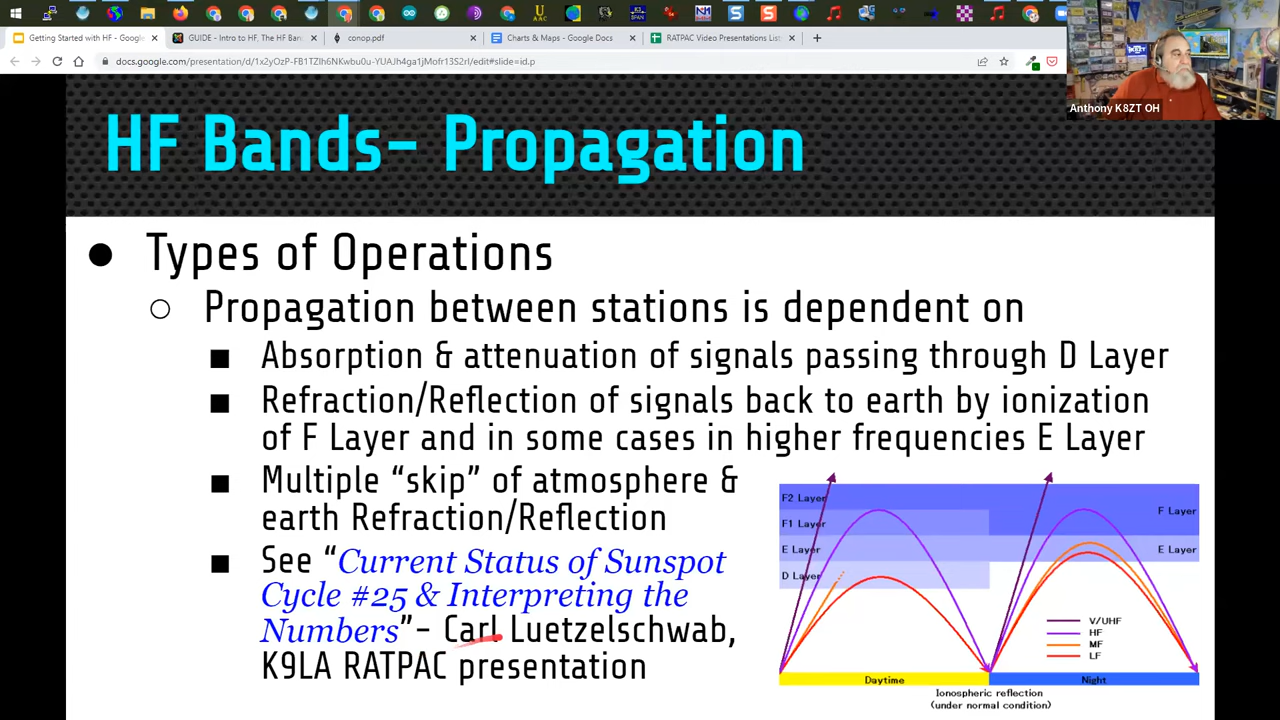 Getting Started with HF - Google
GUIDE - Intro to HF, The HF Ban
conop.pdf
Charts & Maps - Google Docs
RATPAC Video Presentations List
docs.google.com/presentation/d/1x2yOzP-FB1TZlh6NKwbu0u-YUAJh4ga1jMofr13S2rI/edit#slide=id.p
Anthony K8ZT OH
HF Bands- Propagation
● Types of Operations
○ Propagation between stations is dependent on
■ Absorption & attenuation of signals passing through D Layer
■ Refraction/Reflection of signals back to earth by ionization
of F Layer and in some cases in higher frequencies E Layer
■ Multiple “skip” of atmosphere &
earth Refraction/Reflection
■ See “Current Status of Sunspot
Cycle #25 & Interpreting the
Numbers”- Carl Luetzelschwab,
K9LA RATPAC presentation
F2 Layer
F1 Layer
E Layer
D Layer
F Layer
E Layer
V/UHF
HF
MF
LF
Daytime
Night
Ionospheric reflection
(under normal condition)